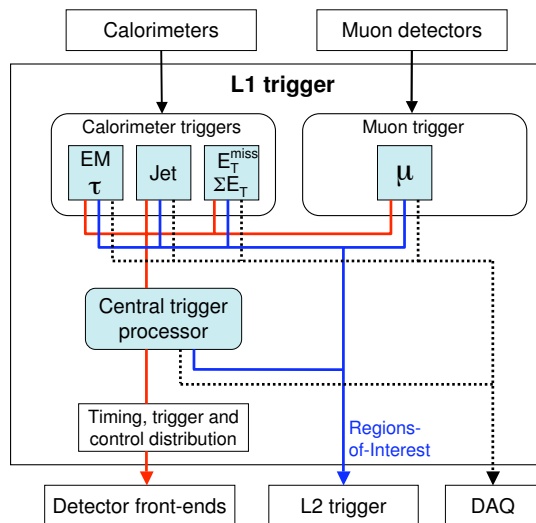 Calorimeters
Muon detectors
L1 trigger
Calorimeter triggers
Muon trigger
EM
τ
Jet
E_T^miss
ΣE_T
μ
Central trigger
processor
Timing, trigger and
control distribution
Regions-
of-Interest
Detector front-ends
L2 trigger
DAQ